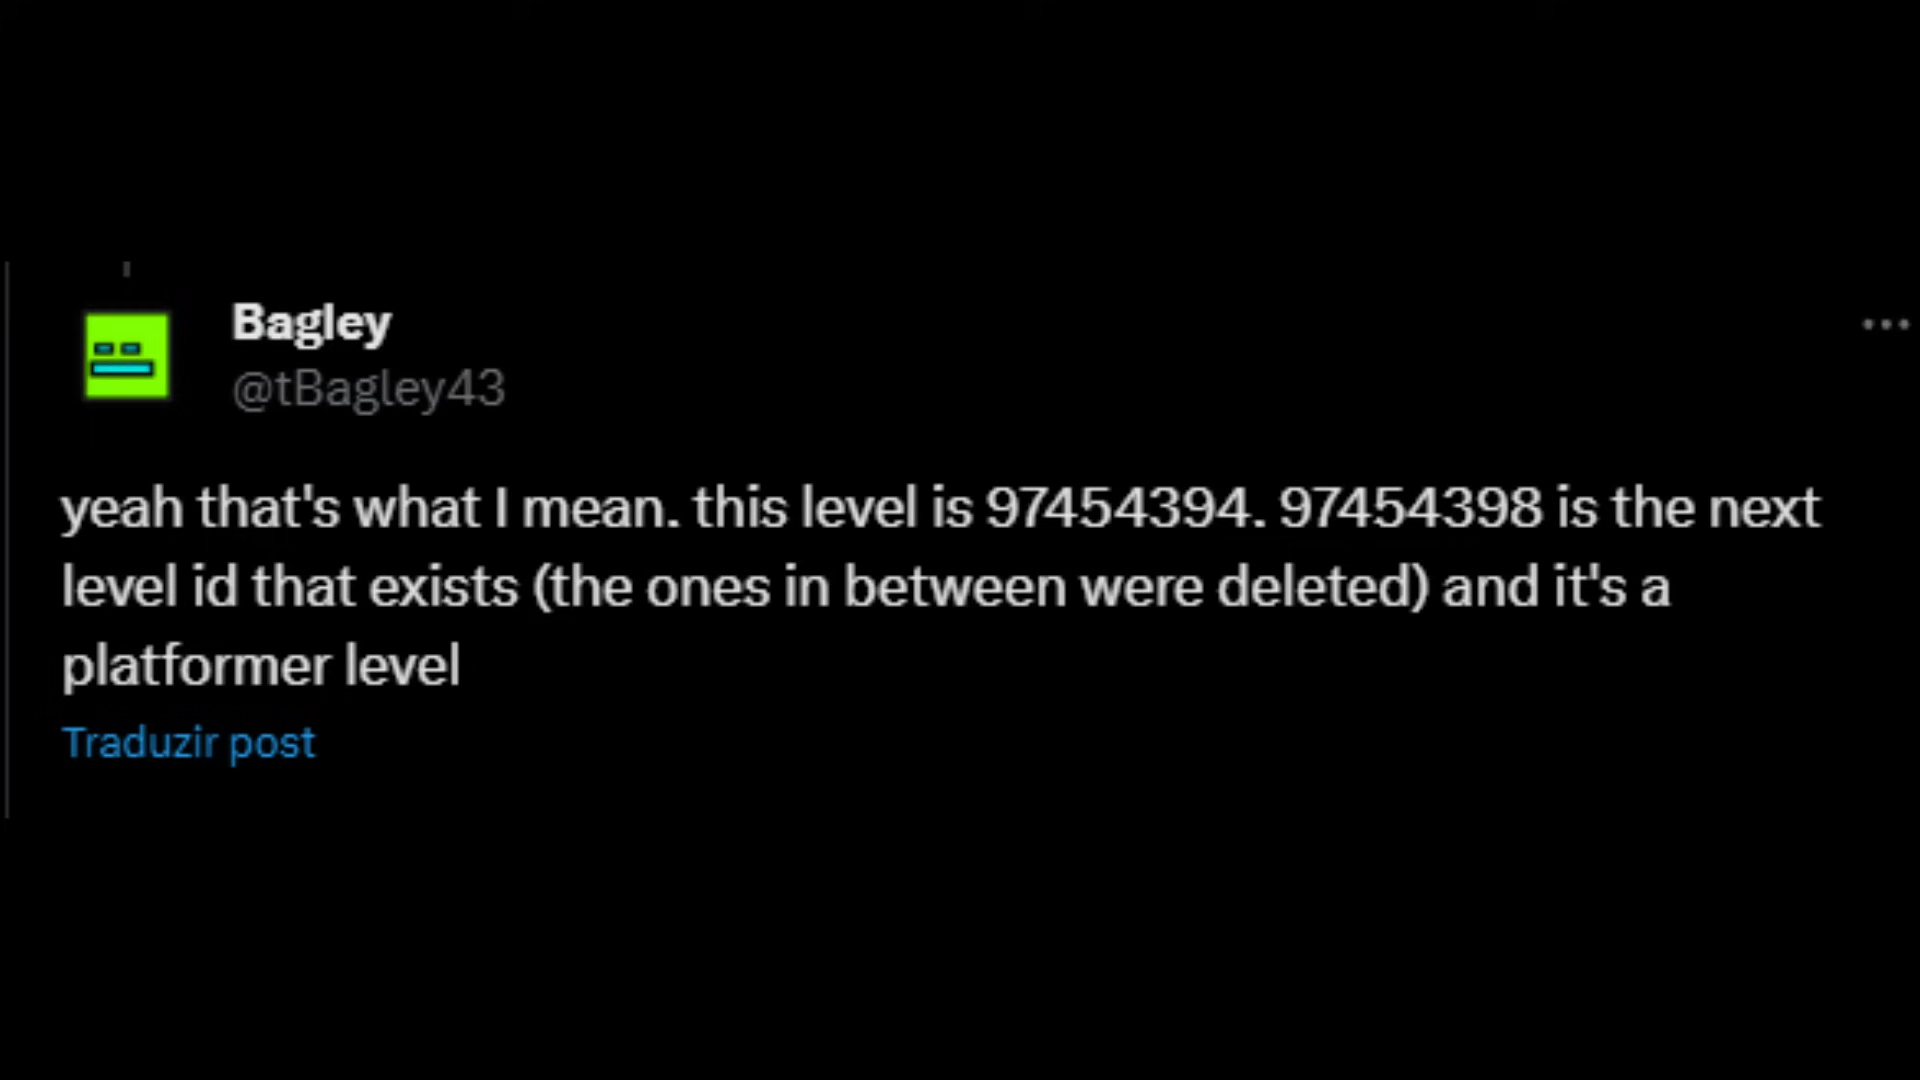 Bagley
@tBagley43
yeah that's what I mean. this level is 97454394. 97454398 is the next
level id that exists (the ones in between were deleted) and it's a
platformer level
Traduzir post